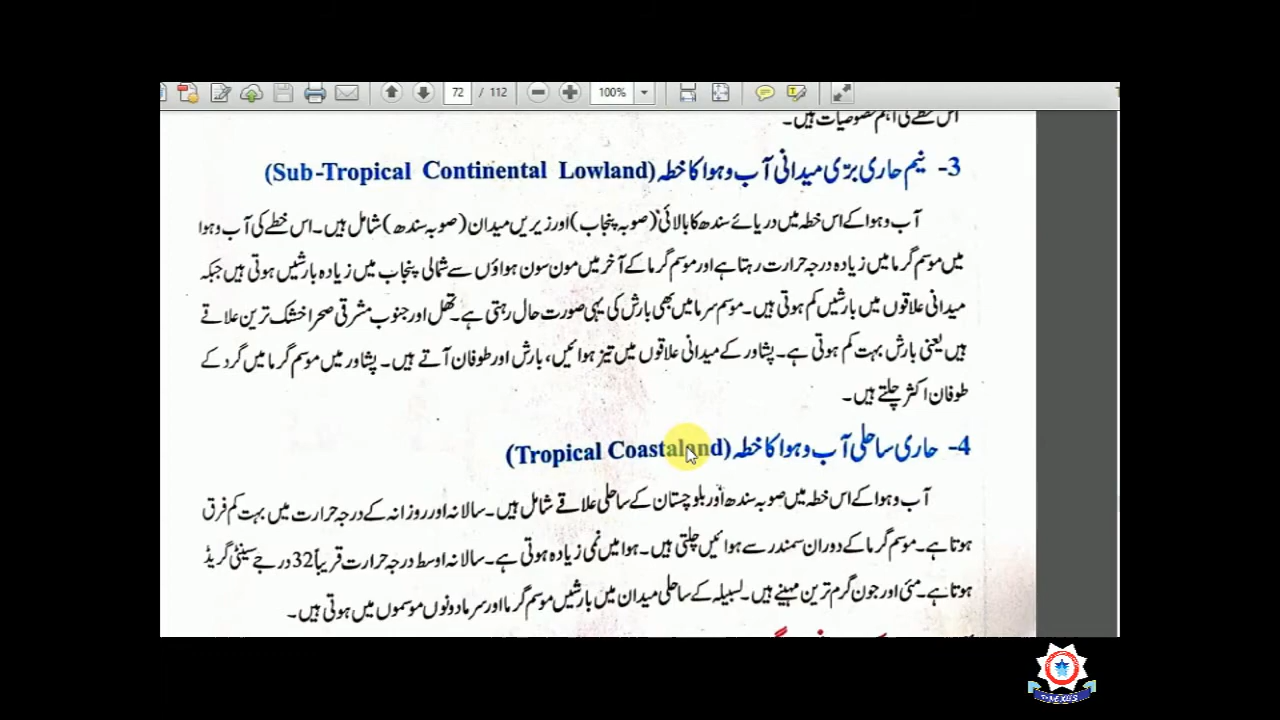 72 / 112 100%
اس خطے کی اہم خصوصیات ہیں۔
3- نیم حاری برّی میدانی آب و ہوا کا خطہ (Sub-Tropical Continental Lowland)
آب و ہوا کے اس خطہ میں دریائے سندھ کا بالائی (صوبہ پنجاب) اور زیریں میدان (صوبہ سندھ) شامل ہیں۔ اس خطے کی آب و ہوا
میں موسم گرما میں زیادہ درجہ حرارت رہتا ہے اور موسم گرما کے آخر میں مون سون ہواؤں سے شمالی پنجاب میں زیادہ بارشیں ہوتی ہیں جبکہ
میدانی علاقوں میں بارشیں کم ہوتی ہیں۔ موسم سرما میں بھی بارش کی یہی صورت حال رہتی ہے۔ تھل اور جنوب مشرقی صحرا خشک ترین علاقے
ہیں یعنی بارش بہت کم ہوتی ہے۔ پشاور کے میدانی علاقوں میں تیز ہوائیں، بارش اور طوفان آتے ہیں۔ پشاور میں موسم گرما میں گرد کے
طوفان اکثر چلتے ہیں۔
4- حاری ساحلی آب و ہوا کا خطہ (Tropical Coastaland)
آب و ہوا کے اس خطہ میں صوبہ سندھ اور بلوچستان کے ساحلی علاقے شامل ہیں۔ سالانہ اور روزانہ کے درجہ حرارت میں بہت کم فرق
ہوتا ہے۔ موسم گرما کے دوران سمندر سے ہوائیں چلتی ہیں۔ ہوا میں نمی زیادہ ہوتی ہے۔ سالانہ اوسط درجہ حرارت قریباً 32 درجے سینٹی گریڈ
ہوتا ہے۔ مئی اور جون گرم ترین مہینے ہیں۔ لسبیلہ کے ساحلی میدان میں بارشیں موسم گرما اور سرما دونوں موسموں میں ہوتی ہیں۔